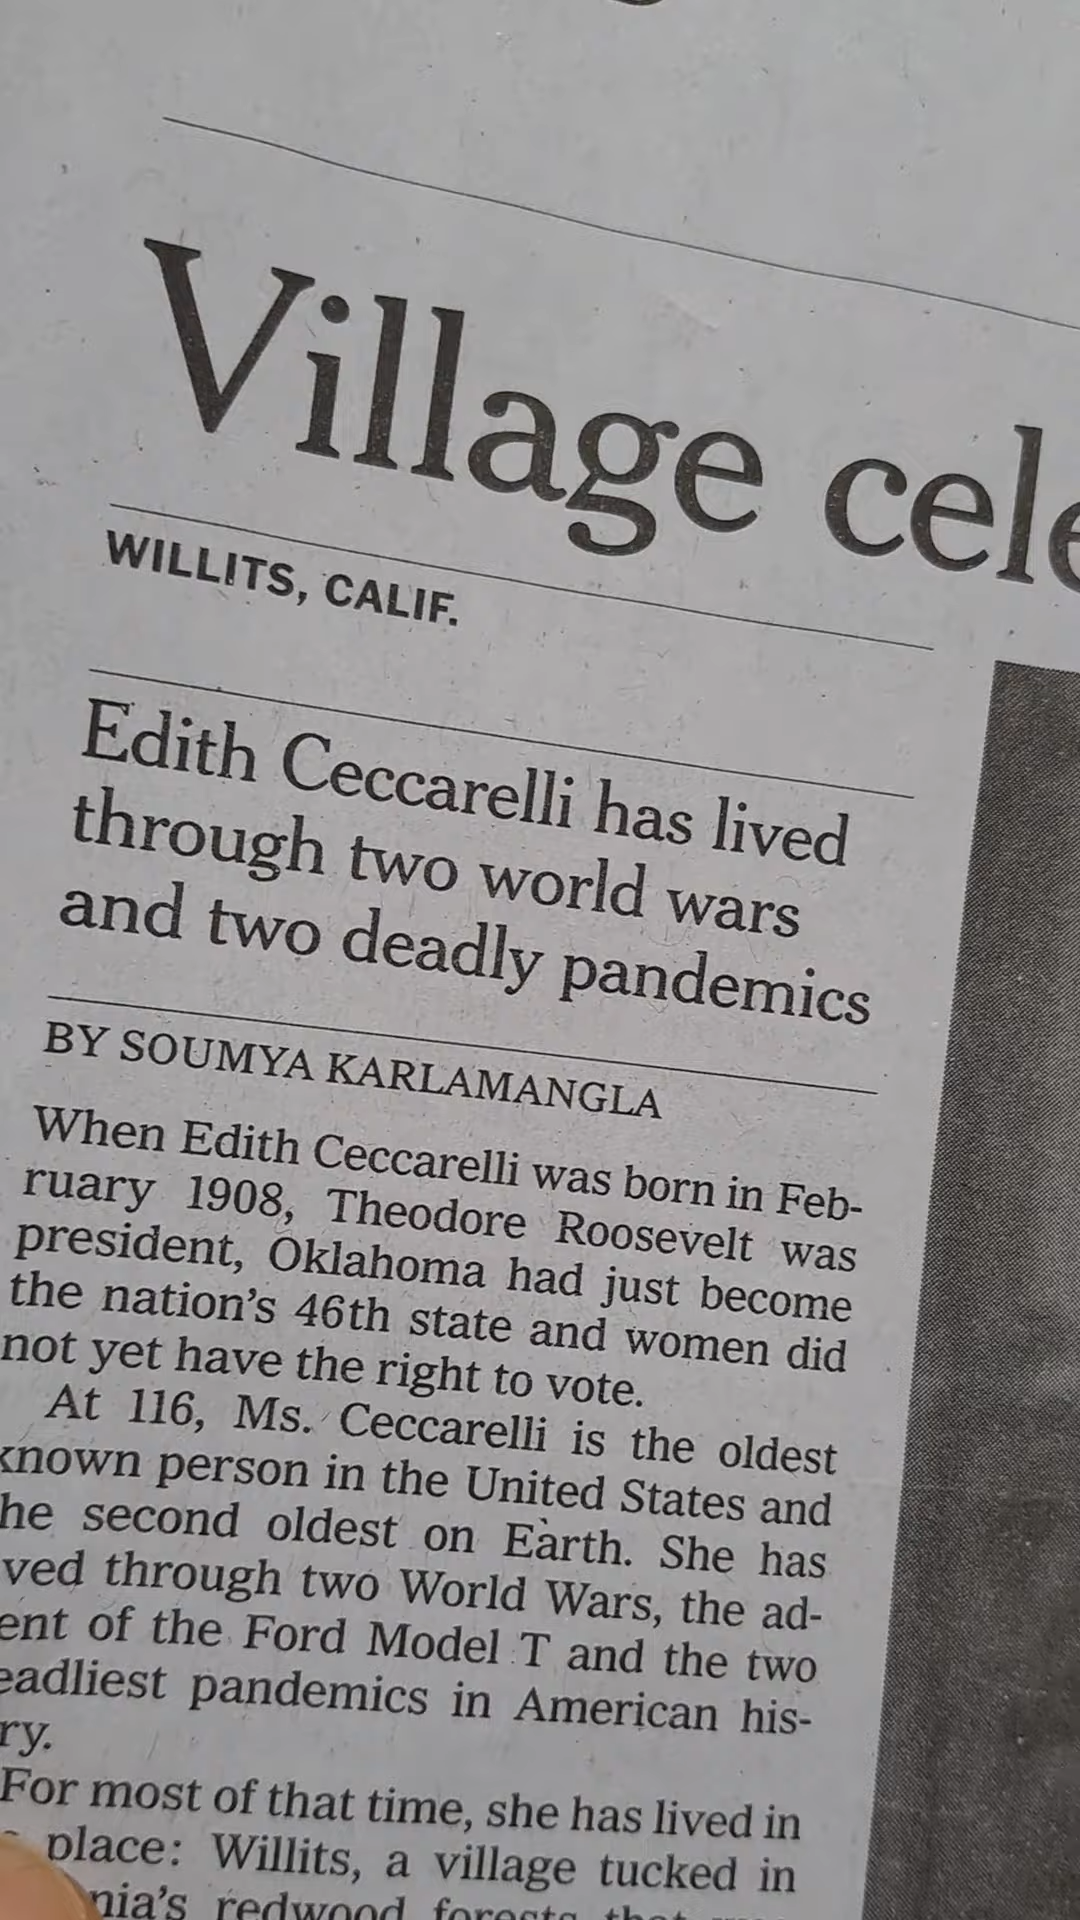 Village cele
WILLITS, CALIF.
Edith Ceccarelli has lived
through two world wars
and two deadly pandemics
BY SOUMYA KARLAMANGLA
When Edith Ceccarelli was born in Feb-
ruary 1908, Theodore Roosevelt was
president, Oklahoma had just become
the nation's 46th state and women did
not yet have the right to vote.
At 116, Ms. Ceccarelli is the oldest
known person in the United States and
he second oldest on Earth. She has
ved through two World Wars, the ad-
ent of the Ford Model T and the two
eadliest pandemics in American his-
ry.
For most of that time, she has lived in
place: Willits, a village tucked in
nia's redwood forests that